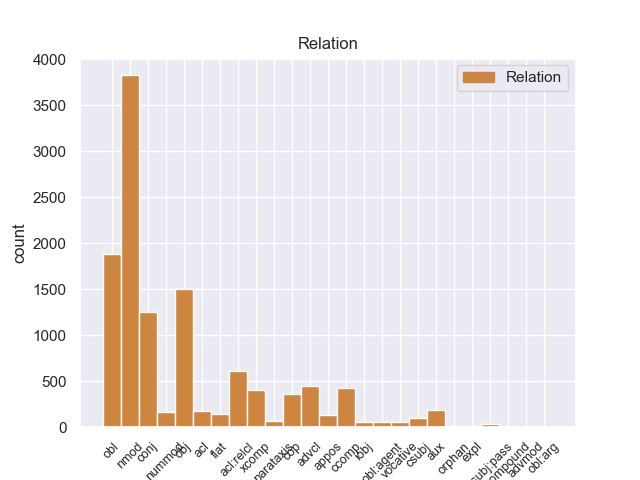 Relation
Relation
4000
3500
3000
2500
2000
1500
1000
500
0
count
obl
nmod
conj
nummod
obj
acl
flat
acl:relcl
xcomp
parataxis
cop
advcl
appos
ccomp
iobj
obl:agent
vocative
csubj
aux
orphan
expl
advmod
obl:arg